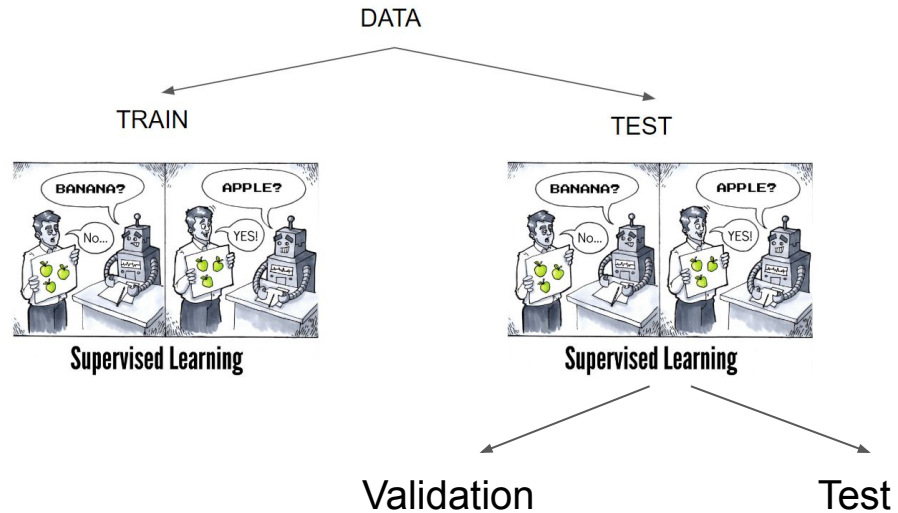 DATA
TRAIN
TEST
BANANA?
No...
APPLE?
YES!
Supervised Learning
BANANA?
No...
APPLE?
YES!
Supervised Learning
Validation
Test